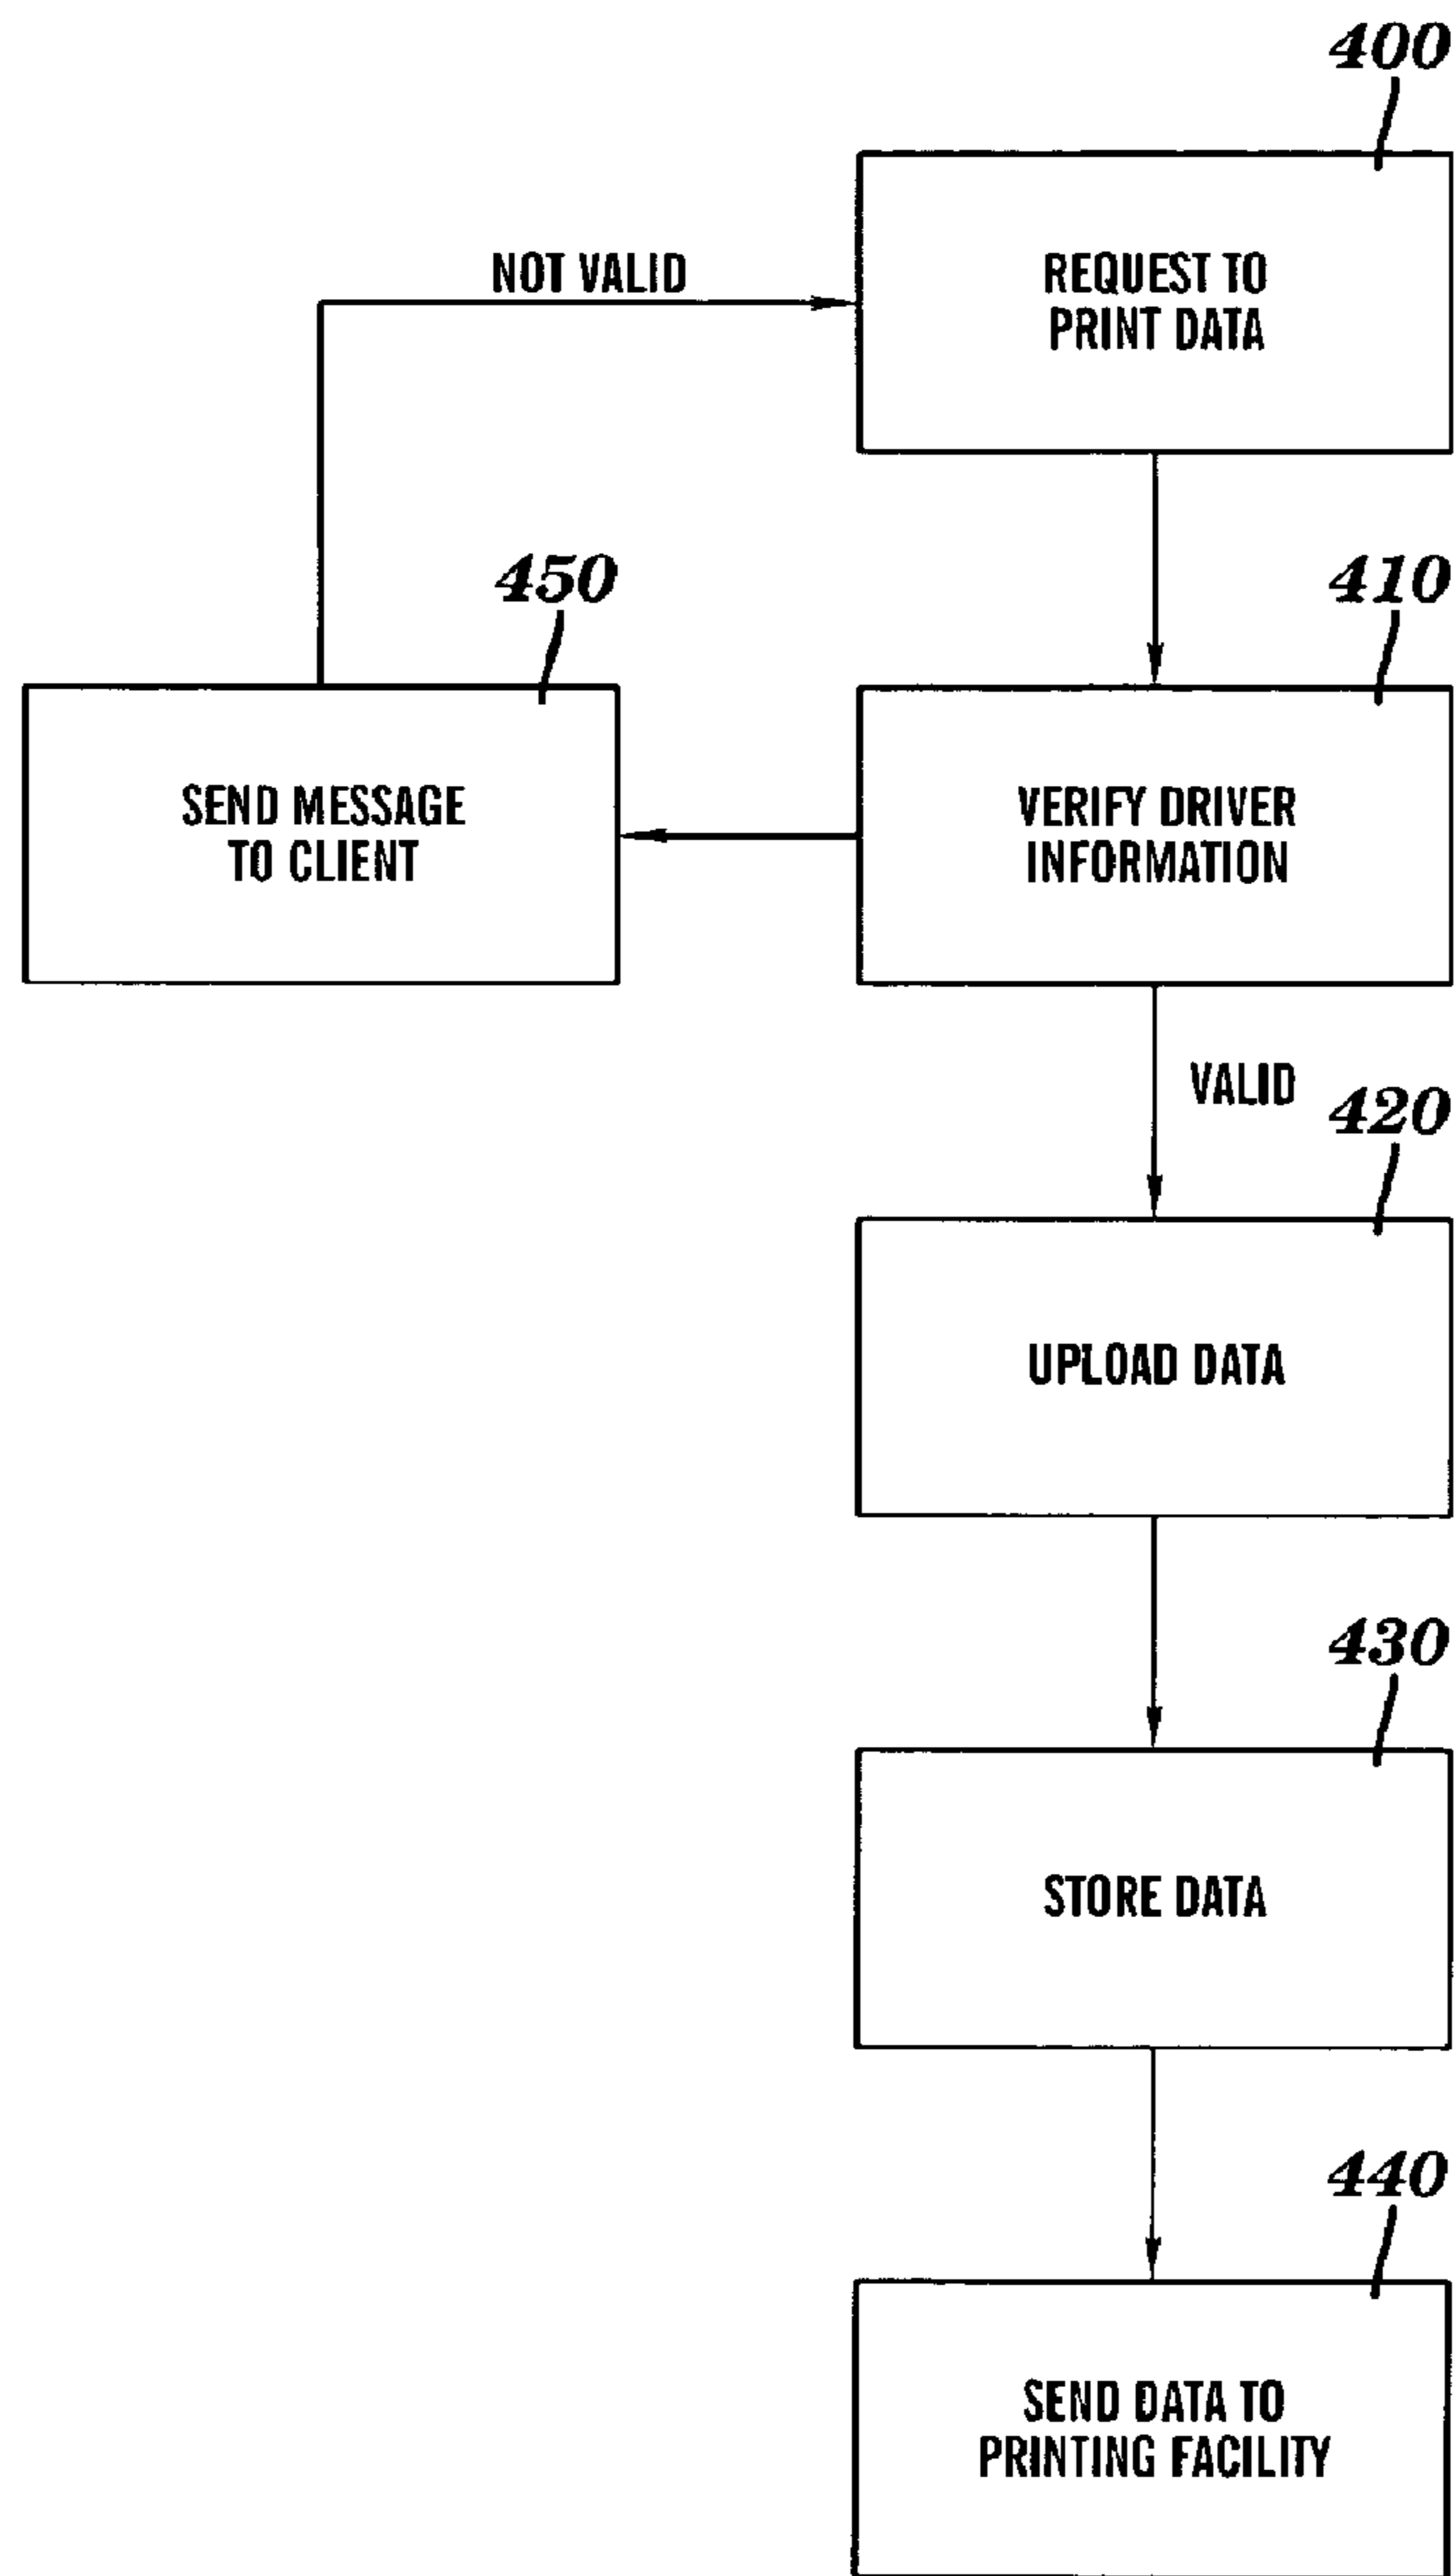 400
NOT VALID
REQUEST TO
PRINT DATA
450
410
SEND MESSAGE
TO CLIENT
VERIFY DRIVER
INFORMATION
VALID
420
UPLOAD DATA
430
STORE DATA
440
SEND DATA TO
PRINTING FACILITY